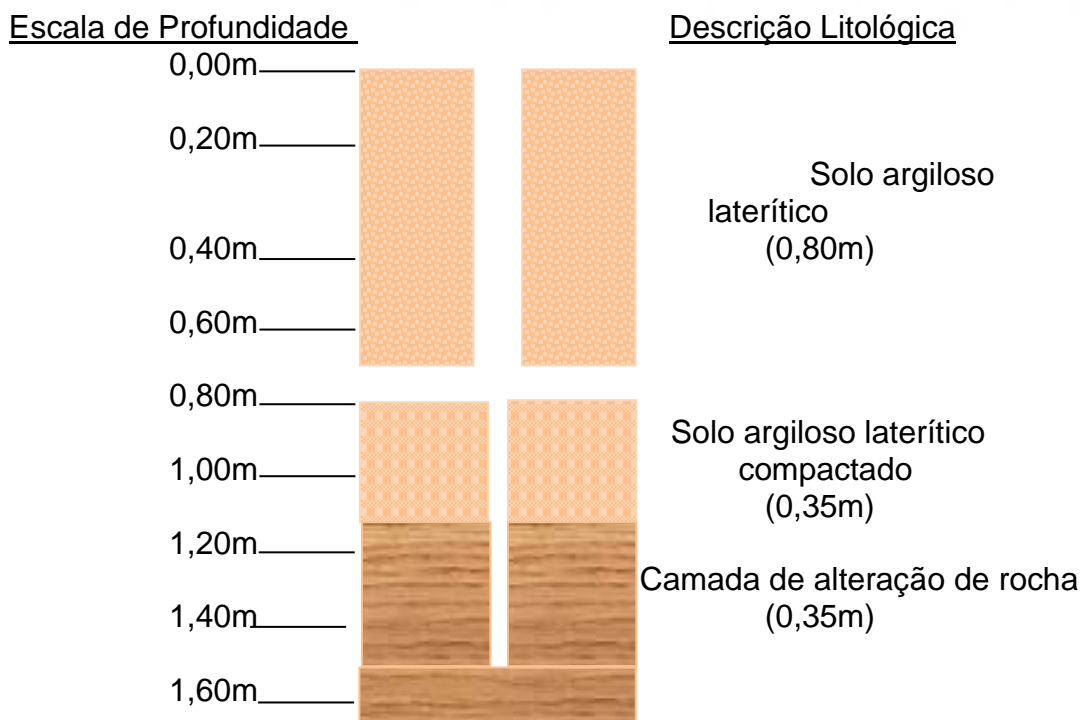 Escala de Profundidade
Descrição Litológica
0,00m
0,20m
0,40m
0,60m
0,80m
1,00m
1,20m
1,40m
1,60m
Solo argiloso
laterítico
(0,80m)
Solo argiloso laterítico
compactado
(0,35m)
Camada de alteração de rocha
(0,35m)